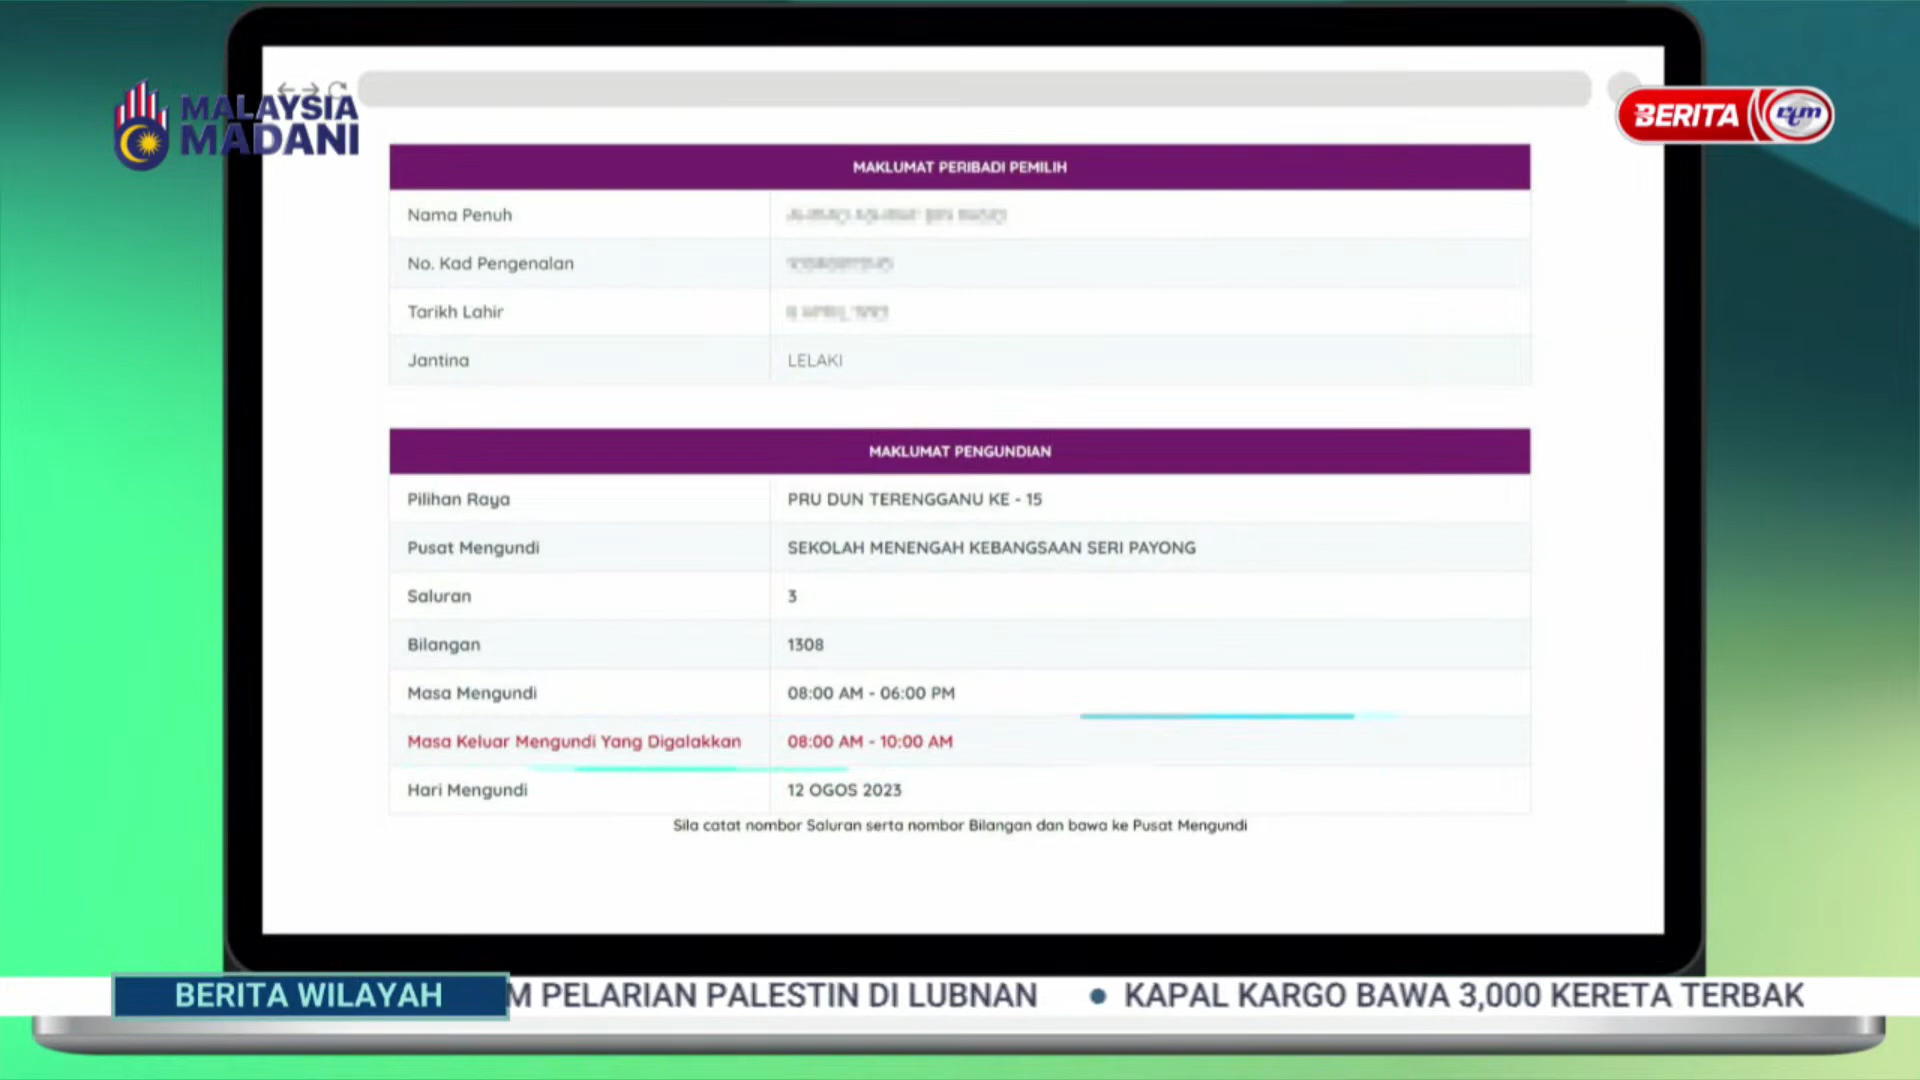 MALAYSIA
MADANI
BERITA rtm
MAKLUMAT PERIBADI PEMILIH
Nama Penuh
No. Kad Pengenalan
Tarikh Lahir
Jantina LELAKI
MAKLUMAT PENGUNDIAN
Pilihan Raya PRU DUN TERENGGANU KE - 15
Pusat Mengundi SEKOLAH MENENGAH KEBANGSAAN SERI PAYONG
Saluran 3
Bilangan 1308
Masa Mengundi 08:00 AM - 06:00 PM
Masa Keluar Mengundi Yang Digalakkan 08:00 AM - 10:00 AM
Hari Mengundi 12 OGOS 2023
Sila catat nombor Saluran serta nombor Bilangan dan bawa ke Pusat Mengundi
BERITA WILAYAH M PELARIAN PALESTIN DI LUBNAN • KAPAL KARGO BAWA 3,000 KERETA TERBAK